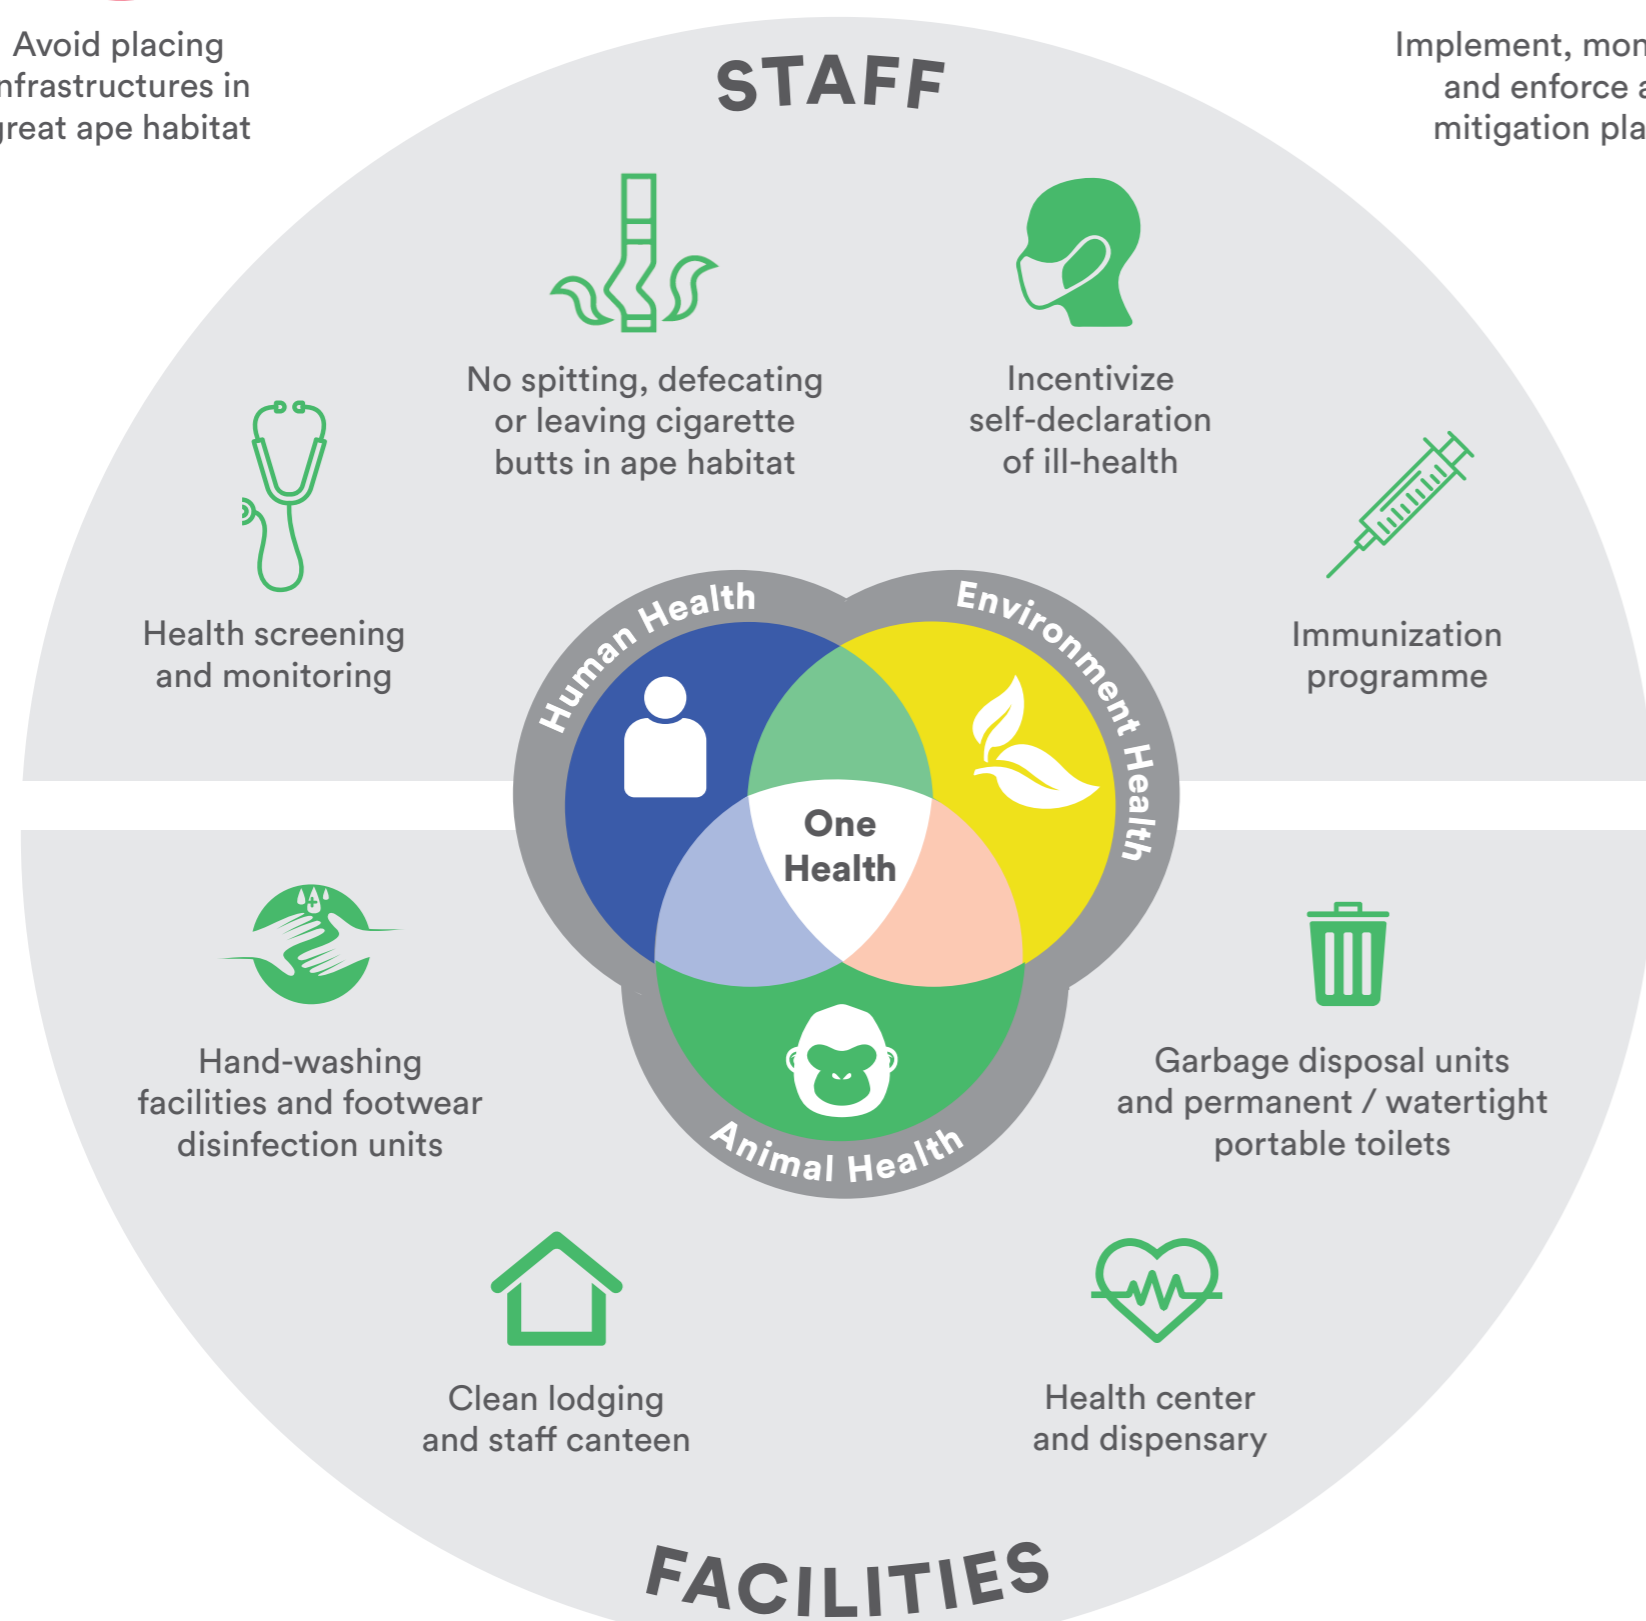 Avoid placing
infrastructures in
great ape habitat
Implement,
and enforce
mitigation
STAFF
No spitting, defecating
or leaving cigarette
butts in ape habitat
Incentivize
self-declaration
of ill-health
Health screening
and monitoring
Immunization
programme
Human Health
Environment Health
One
Health
Animal Health
Hand-washing
facilities and footwear
disinfection units
Garbage disposal units
and permanent / watertight
portable toilets
Clean lodging
and staff canteen
Health center
and dispensary
FACILITIES